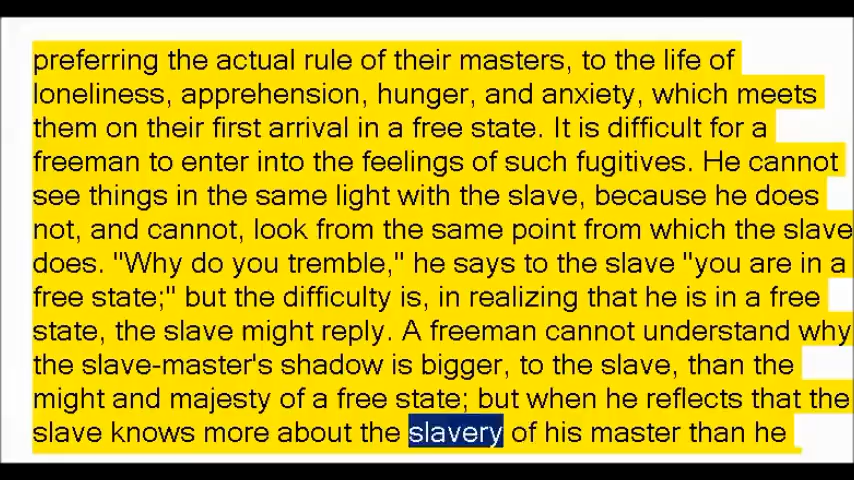 preferring the actual rule of their masters, to the life of
loneliness, apprehension, hunger, and anxiety, which meets
them on their first arrival in a free state. It is difficult for a
freeman to enter into the feelings of such fugitives. He cannot
see things in the same light with the slave, because he does
not, and cannot, look from the same point from which the slave
does. "Why do you tremble," he says to the slave "you are in a
free state;" but the difficulty is, in realizing that he is in a free
state, the slave might reply. A freeman cannot understand why
the slave-master's shadow is bigger, to the slave, than the
might and majesty of a free state; but when he reflects that the
slave knows more about the slavery of his master than he